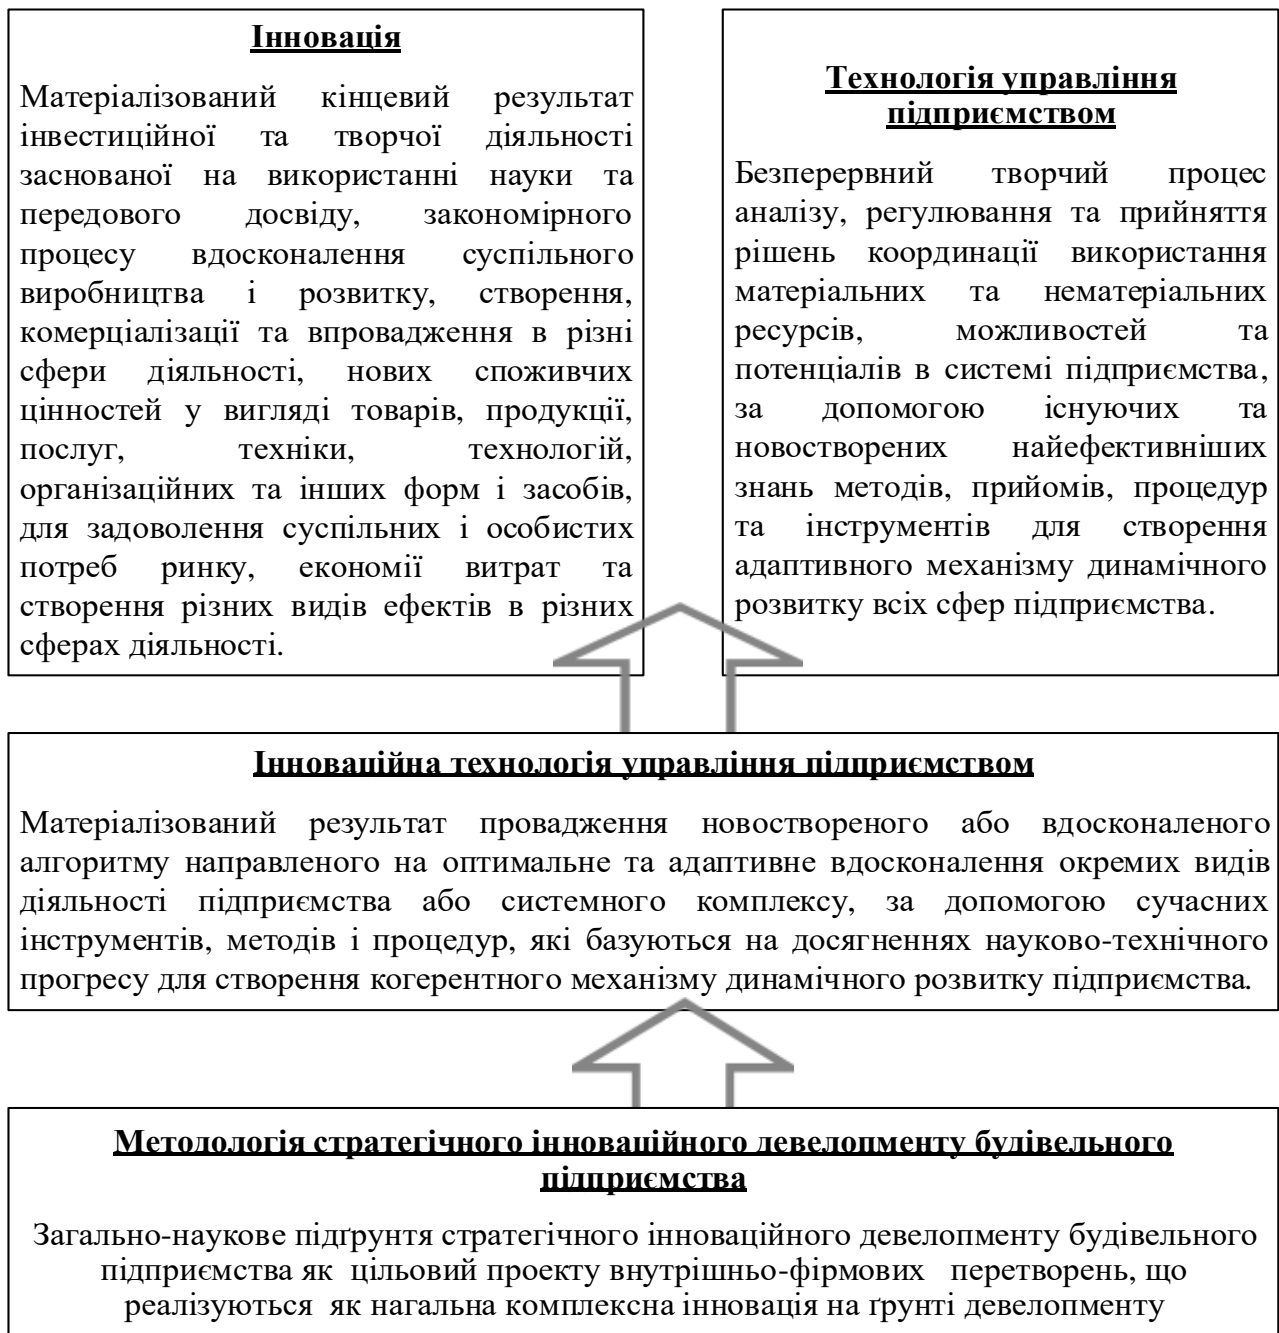 Інновація
Матеріалізований кінцевий результат
інвестиційної та творчої діяльності
заснованої на використанні науки та
передового досвіду, закономірного
процесу вдосконалення суспільного
виробництва і розвитку, створення,
комерціалізації та впровадження в різні
сфери діяльності, нових споживчих
цінностей у вигляді товарів, продукції,
послуг, техніки, технологій,
організаційних та інших форм і засобів,
для задоволення суспільних і особистих
потреб ринку, економії витрат та
створення різних видів ефектів в різних
сферах діяльності.
Технологія управління
підприємством
Безперервний творчий процес
аналізу, регулювання та прийняття
рішень координації використання
матеріальних та нематеріальних
ресурсів, можливостей та
потенціалів в системі підприємства,
за допомогою існуючих та
новостворених найефективніших
знань методів, прийомів, процедур
та інструментів для створення
адаптивного механізму динамічного
розвитку всіх сфер підприємства.
Інноваційна технологія управління підприємством
Матеріалізований результат провадження новоствореного або вдосконаленого
алгоритму направленого на оптимальне та адаптивне вдосконалення окремих видів
діяльності підприємства або системного комплексу, за допомогою сучасних
інструментів, методів і процедур, які базуються на досягненнях науково-технічного
прогресу для створення когерентного механізму динамічного розвитку підприємства.
Методологія стратегічного інноваційного девелопменту будівельного
підприємства
Загально-наукове підґрунтя стратегічного інноваційного девелопменту будівельного
підприємства як цільовий проекту внутрішньо-фірмових перетворень, що
реалізуються як нагальна комплексна інновація на ґрунті девелопменту